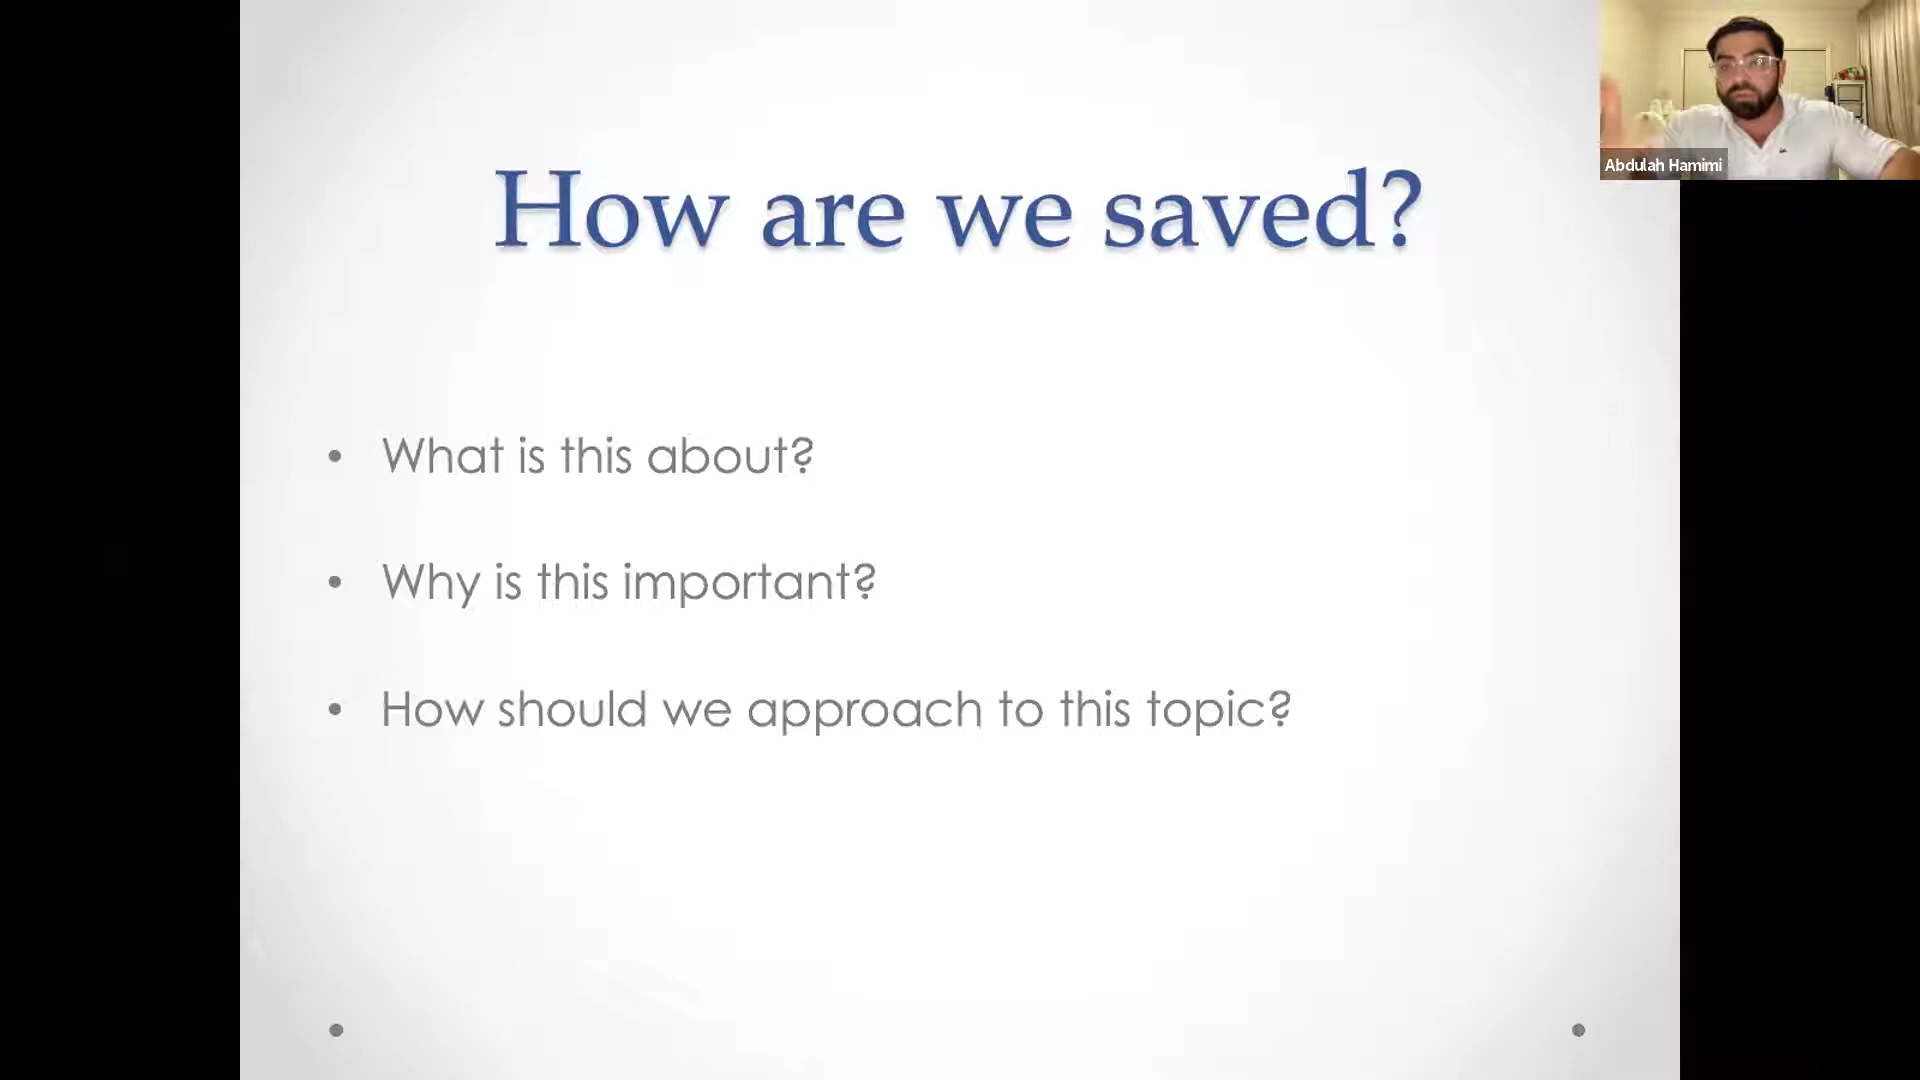 How are we saved?
Abdulah Hamimi
• What is this about?
• Why is this important?
• How should we approach to this topic?